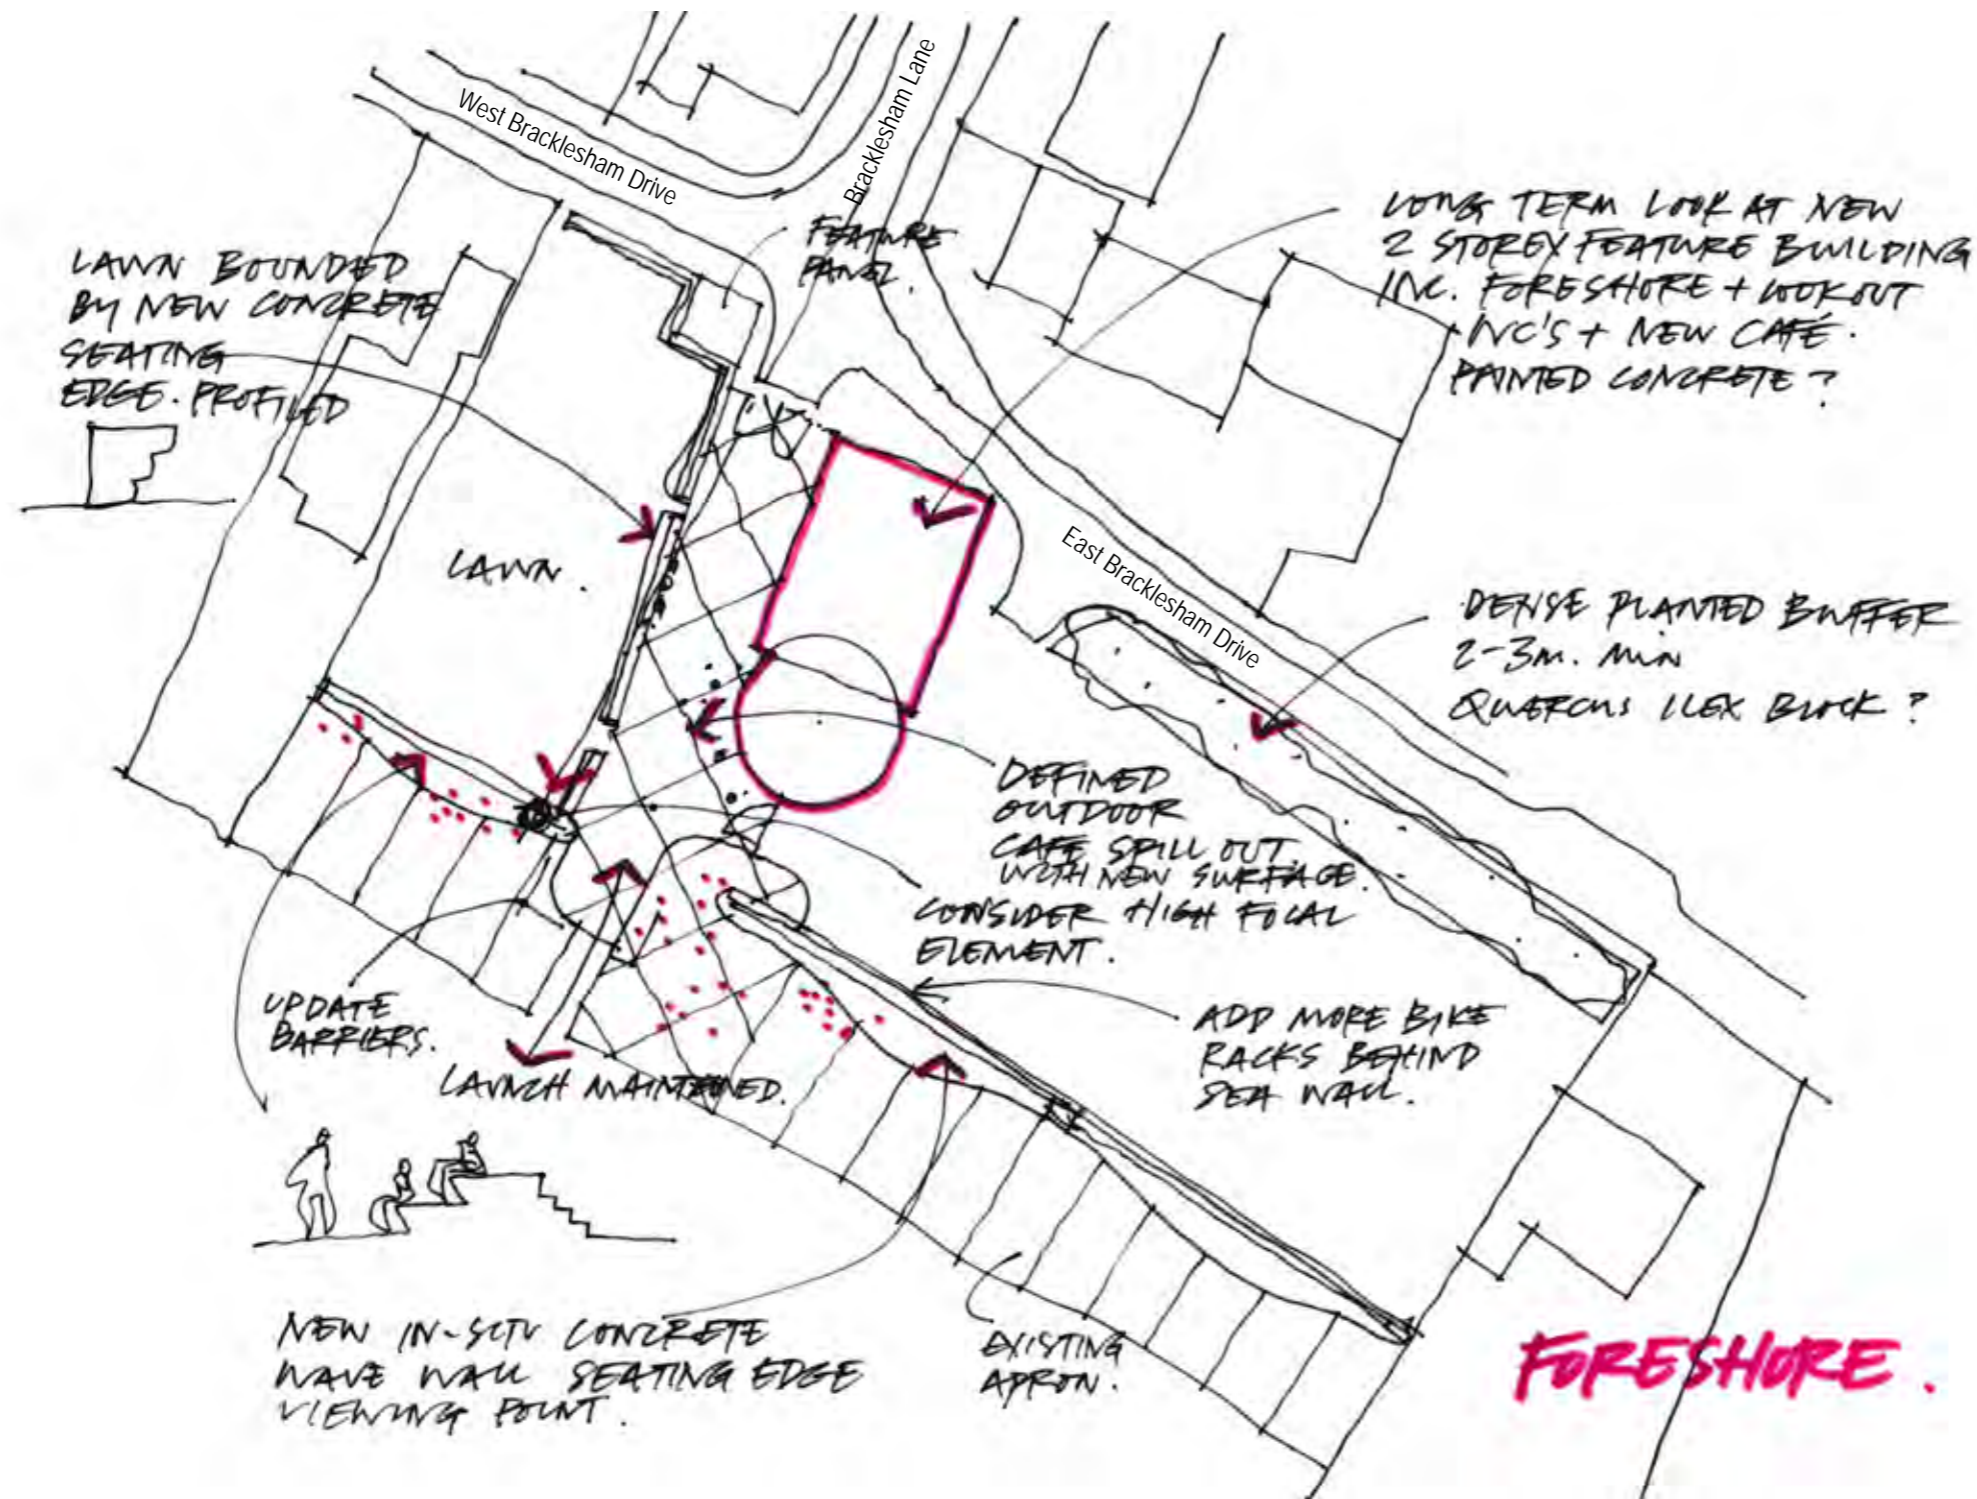 West Bracklesham Drive
Bracklesham Lane
FEATURE
PANEL.
LAWN BOUNDED
BY NEW CONCRETE
SEATING
EDGE. PROFILED
LONG TERM LOOK AT NEW
2 STOREY FEATURE BUILDING
INC. FORESHORE + LOOKOUT
INC'S + NEW CAFÉ.
PAINTED CONCRETE?
LAWN.
East Bracklesham Drive
DENSE PLANTED BUFFER
2-3m. MIN
QUERCUS ILEX BLOCK?
DEFINED
OUTDOOR
CAFE SPILL OUT.
WITH NEW SURFACE.
CONSIDER HIGH FOCAL
ELEMENT.
UPDATE
BARRIERS.
ADD MORE BIKE
RACKS BEHIND
SEA WALL.
LAUNCH MAINTAINED.
NEW IN-SITU CONCRETE
WAVE WALL SEATING EDGE
VIEWING POINT.
EXISTING
APRON.
FORESHORE.